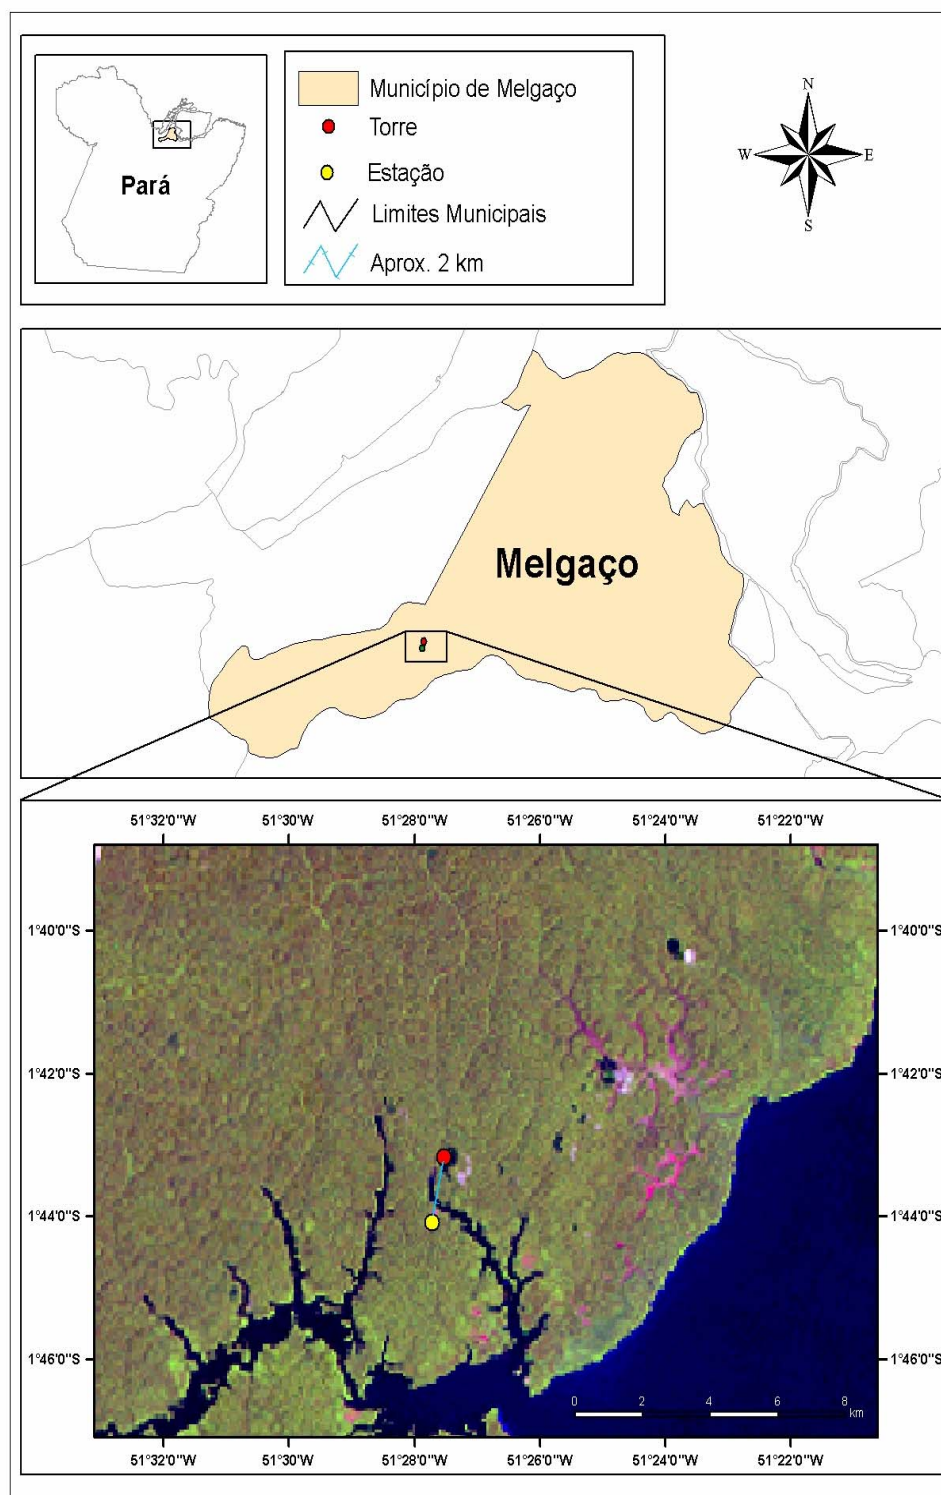 Pará
Município de Melgaço
Torre
Estação
Limites Municipais
Aprox. 2 km
N
W
E
S
Melgaço
51°32'0"W 51°30'0"W 51°28'0"W 51°26'0"W 51°24'0"W 51°22'0"W
1°40'0"S 1°40'0"S
1°42'0"S 1°42'0"S
1°44'0"S 1°44'0"S
1°46'0"S 1°46'0"S
0 2 4 6 8
km
51°32'0"W 51°30'0"W 51°28'0"W 51°26'0"W 51°24'0"W 51°22'0"W